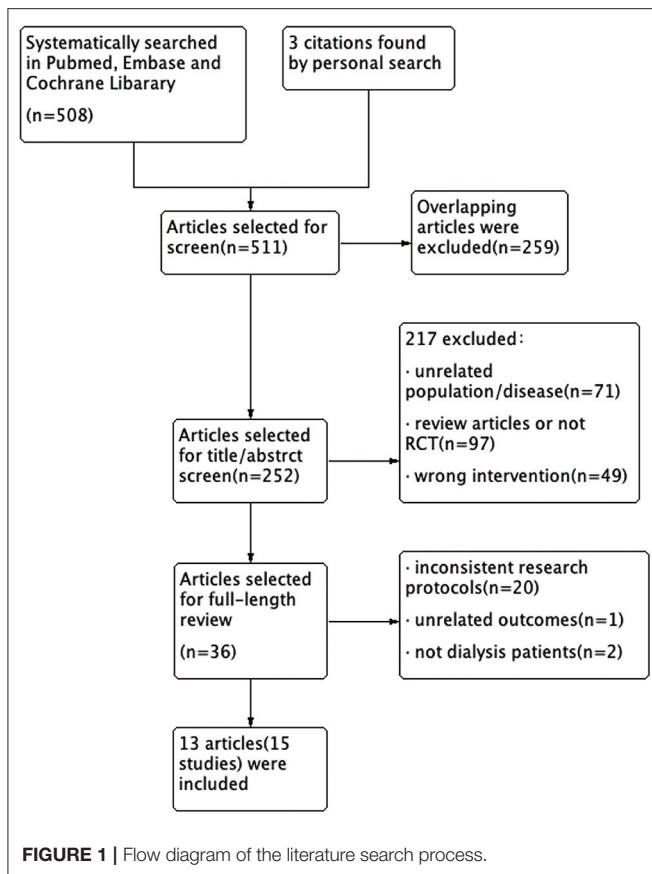 Systematically searched
in Pubmed, Embase and
Cochrane Libarary
(n=508)
3 citations found
by personal search
Articles selected for
screen(n=511)
Overlapping
articles were
excluded(n=259)
217 excluded:
· unrelated
population/disease(n=71)
· review articles or not
RCT(n=97)
· wrong intervention(n=49)
Articles selected
for title/abstrct
screen(n=252)
Articles selected
for full-length
review
(n=36)
· inconsistent research
protocols(n=20)
· unrelated outcomes(n=1)
· not dialysis patients(n=2)
13 articles(15
studies) were
included
FIGURE 1 | Flow diagram of the literature search process.